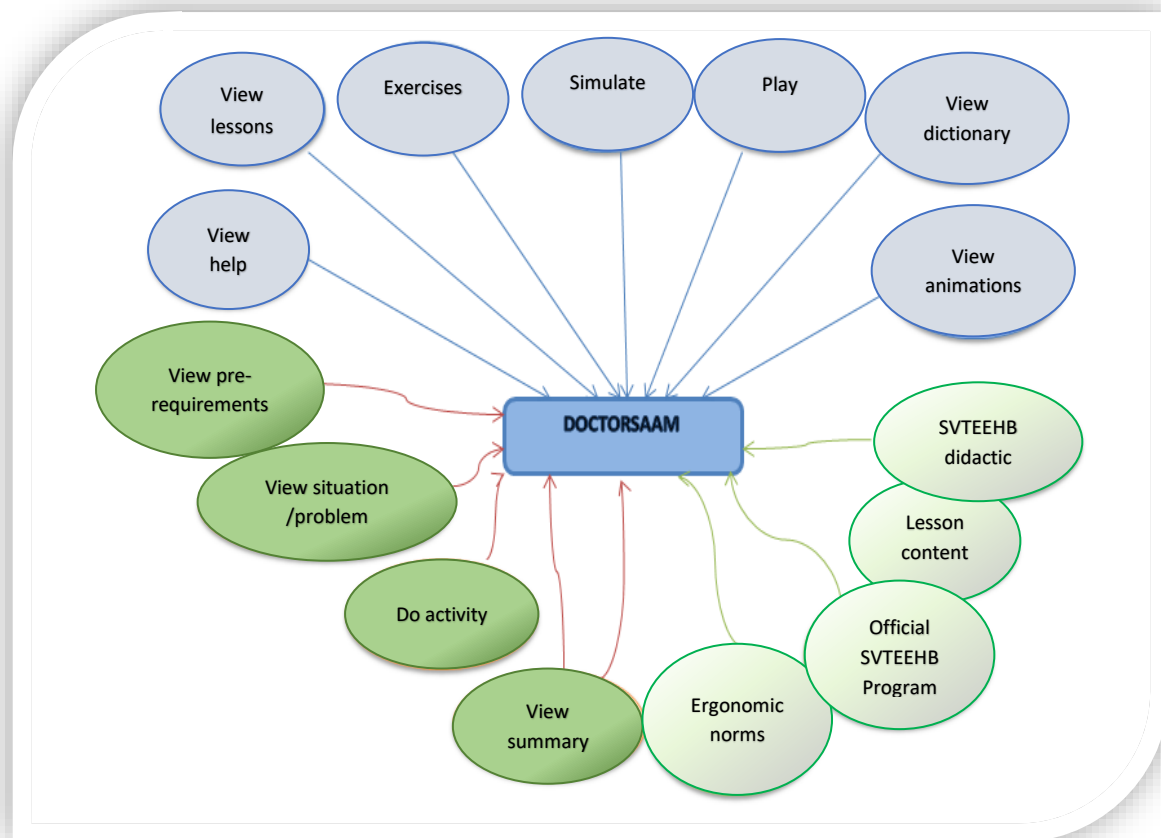 View
lessons
Exercises
Simulate
Play
View
dictionary
View
help
View
animations
View pre-
requirements
DOCTORSAAM
SVTEEHB
didactic
View situation
/problem
Lesson
content
Do activity
Official
SVTEEHB
Program
View
summary
Ergonomic
norms